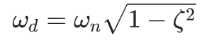 ω_d = ω_n√(1 − ζ²)